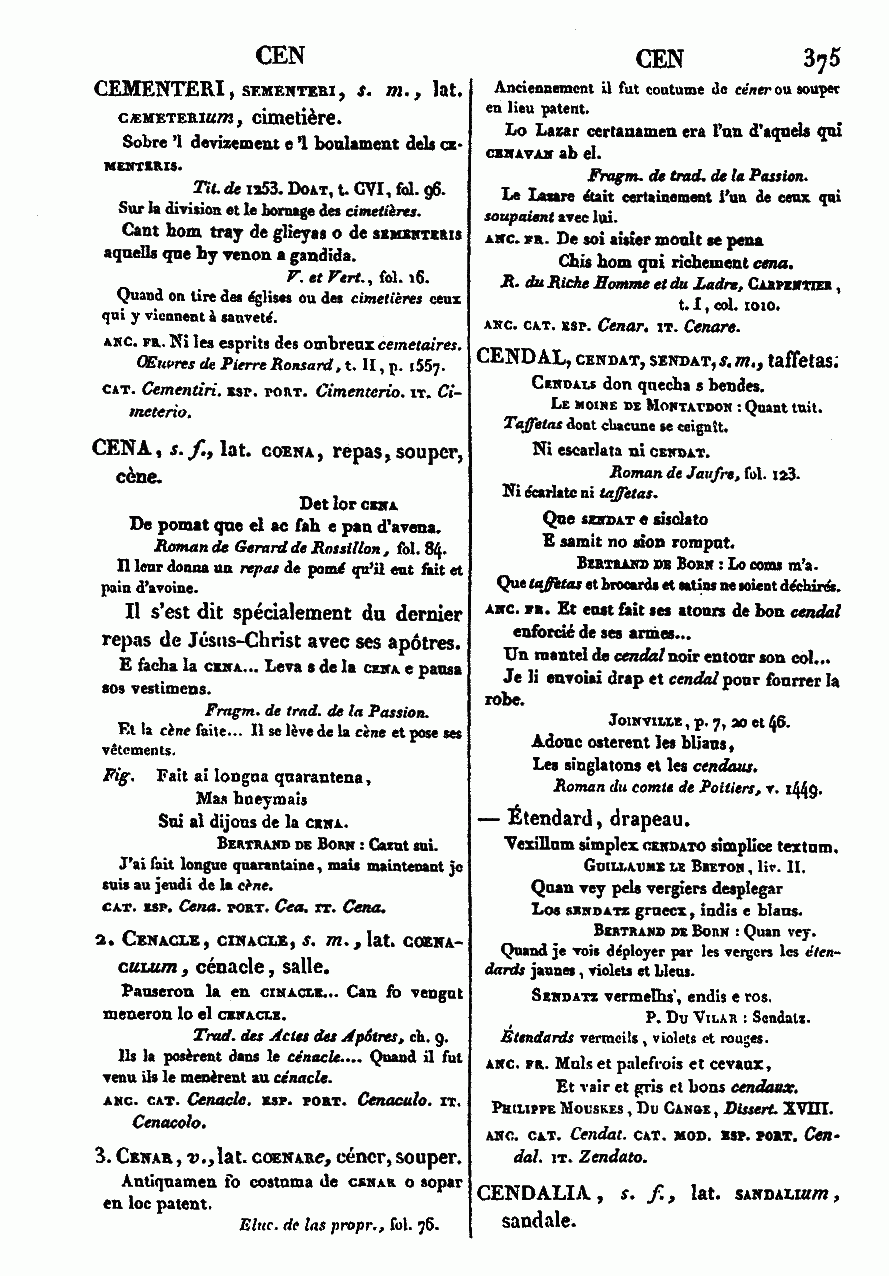 CEN
CEMENTERI, SEMENTERI, s. m., lat.
CÆMETERIum, cimetière.
Sobre 'l devizement e 'l boulament dels CE-
MENTERIS.
Tit. de 1253. DOAT, t. CVI, fol. 96.
Sur la division et le bornage des cimetières.
Cant hom tray de glieyas o de SEMENTERIS
aquells que hy venon a gandida.
V. et Vert., fol. 16.
Quand on tire des églises ou des cimetières ceux
qui y viennent à sauveté.
ANC. FR. Ni les esprits des ombreux cemetaires.
Œuvres de Pierre Ronsard, t. II, p. 1557.
CAT. Cementiri. ESP. PORT. Cimenterio. IT. Ci-
meterio.
CENA, s. f., lat. COENA, repas, souper,
cène.
Det lor CENA
De pomat que el ac fah e pan d'avena.
Roman de Gerard de Rossillon, fol. 84.
Il leur donna un repas de pomé qu'il eut fait et
pain d'avoine.
Il s'est dit spécialement du dernier
repas de Jésus-Christ avec ses apôtres.
E facha la CENA... Leva s de la CENA e pausa
sos vestimens.
Fragm. de trad. de la Passion.
Et la cène faite... Il se lève de la cène et pose ses
vêtements.
Fig. Fait ai longua quarantena,
Mas hueymais
Sui al dijous de la CENA.
BERTRAND DE BORN : Cazut sui.
J'ai fait longue quarantaine, mais maintenant je
suis au jeudi de la cène.
CAT. ESP. Cena. PORT. Cea. IT. Cena.
2. CENACLE, CINACLE, s. m., lat. COENA-
CULUM, cénacle, salle.
Pauseron la en CINACLE... Can fo vengut
meneron lo el CENACLE.
Trad. des Actes des Apôtres, ch. 9.
Ils la posèrent dans le cénacle.... Quand il fut
venu ils le menèrent au cénacle.
ANC. CAT. Cenacle. ESP. PORT. Cenaculo. IT.
Cenacolo.
3. CENAR, v., lat. COENARe, céner, souper.
Antiquamen fo costuma de CENAR o sopar
en loc patent.
Eluc. de las propr., fol. 76.
CEN 375
Anciennement il fut coutume de céner ou souper
en lieu patent.
Lo Lazar certanamen era l'un d'aquels qui
CENAVAN ab el.
Fragm. de trad. de la Passion.
Le Lazare était certainement l'un de ceux qui
soupaient avec lui.
ANC. FR. De soi aisier moult se pena
Chis hom qui richement cena.
R. du Riche Homme et du Ladre, CARPENTIER,
t. I, col. 1010.
ANC. CAT. ESP. Cenar. IT. Cenare.
CENDAL, CENDAT, SENDAT, s. m., taffetas.
CENDALS don quecha s bendes.
LE MOINE DE MONTAUDON : Quant tuit.
Taffetas dont chacune se ceignît.
Ni escarlata ni CENDAT.
Roman de Jaufre, fol. 123.
Ni écarlate ni taffetas.
Que SENDAT e sisclato
E samit no sion romput.
BERTRAND DE BORN : Lo coms m'a.
Que taffetas et brocards et satins ne soient déchirés.
ANC. FR. Et eust fait ses atours de bon cendal
enforcié de ses armes...
Un mantel de cendal noir entour son col...
Je li envoiai drap et cendal pour fourrer la
robe.
JOINVILLE, p. 7, 20 et 46.
Adonc osterent les bliaus,
Les singlatons et les cendaus.
Roman du comte de Poitiers, v. 1449.
— Étendard, drapeau.
Vexillum simplex CENDATO simplice textum.
GUILLAUME LE BRETON, liv. II.
Quan vey pels vergiers desplegar
Los SENDATZ gruecx, indis e blaus.
BERTRAND DE BORN : Quan vey.
Quand je vois déployer par les vergers les éten-
dards jaunes, violets et bleus.
SENDATZ vermelhs, endis e ros.
P. DU VILAR : Sendatz.
Étendards vermeils, violets et rouges.
ANC. FR. Muls et palefrois et cevaux,
Et vair et gris et bons cendaux.
PHILIPPE MOUSKES, DU CANGE, Dissert. XVIII.
ANC. CAT. Cendat. CAT. MOD. ESP. PORT. Cen-
dal. IT. Zendato.
CENDALIA, s. f., lat. SANDALIum,
sandale.